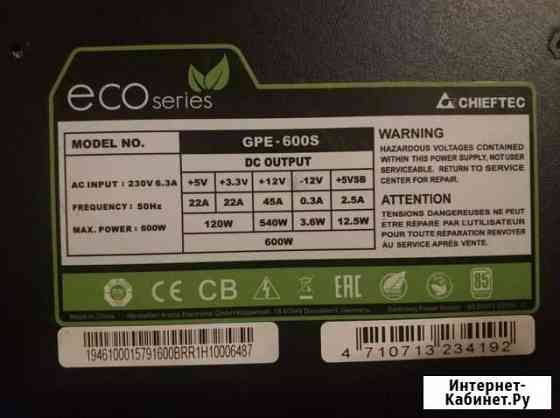 eco series
CHIEFTEC
MODEL NO. GPE-600S
DC OUTPUT
AC INPUT : 230V 6.3A +5V +3.3V +12V -12V +5VSB
FREQUENCY: 50Hz 22A 22A 45A 0.3A 2.5A
MAX. POWER : 600W 120W 540W 3.6W 12.5W
600W
WARNING
HAZARDOUS VOLTAGES CONTAINED
WITHIN THIS POWER SUPPLY, NOT USER
SERVICEABLE. RETURN TO SERVICE
CENTER FOR REPAIR.
ATTENTION
TENSIONS DANGEREUSES NE PAS
ETRE REPARE PAR L'UTILISATEUR
POUR TOUTE REPARATION RENVOYER
AU SERVICE APRÈS VENTE.
CE CB EAC 85
1946100015791600BRR1H10006487
4 710713 234192
Интернет-
Кабинет.Ру